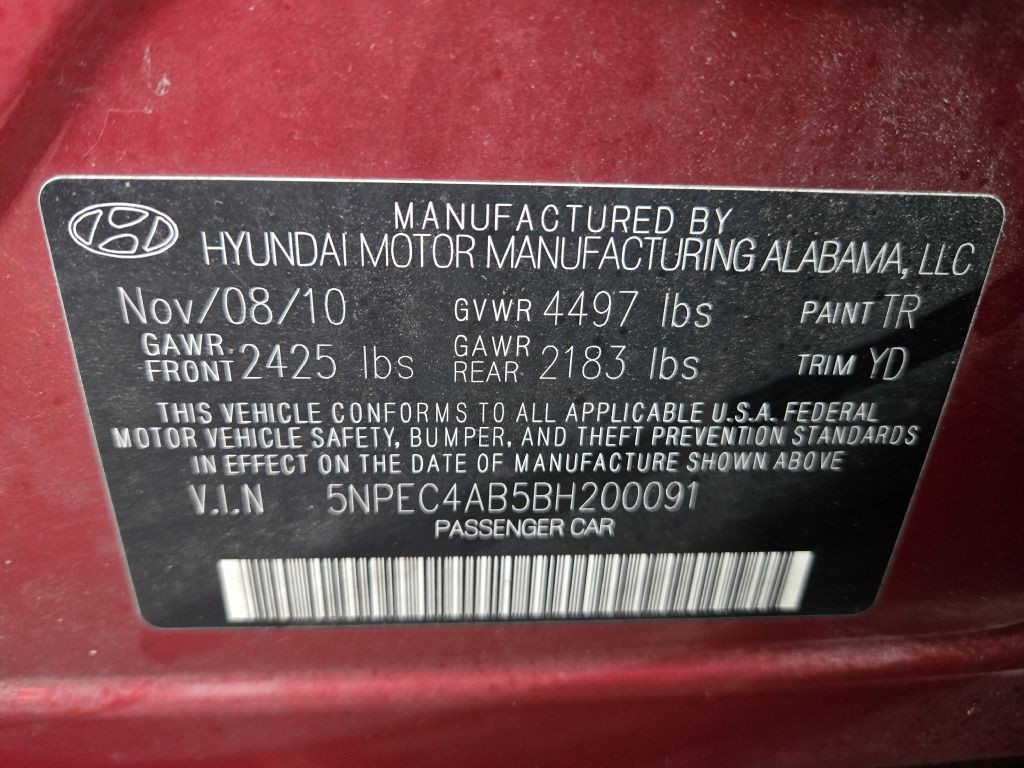 MANUFACTURED BY
HYUNDAI MOTOR MANUFACTURING ALABAMA, LLC
Nov/08/10 GVWR 4497 lbs PAINT TR
GAWR FRONT 2425 lbs GAWR REAR 2183 lbs TRIM YD
THIS VEHICLE CONFORMS TO ALL APPLICABLE U.S.A. FEDERAL
MOTOR VEHICLE SAFETY, BUMPER, AND THEFT PREVENTION STANDARDS
IN EFFECT ON THE DATE OF MANUFACTURE SHOWN ABOVE
V.I.N 5NPEC4AB5BH200091
PASSENGER CAR